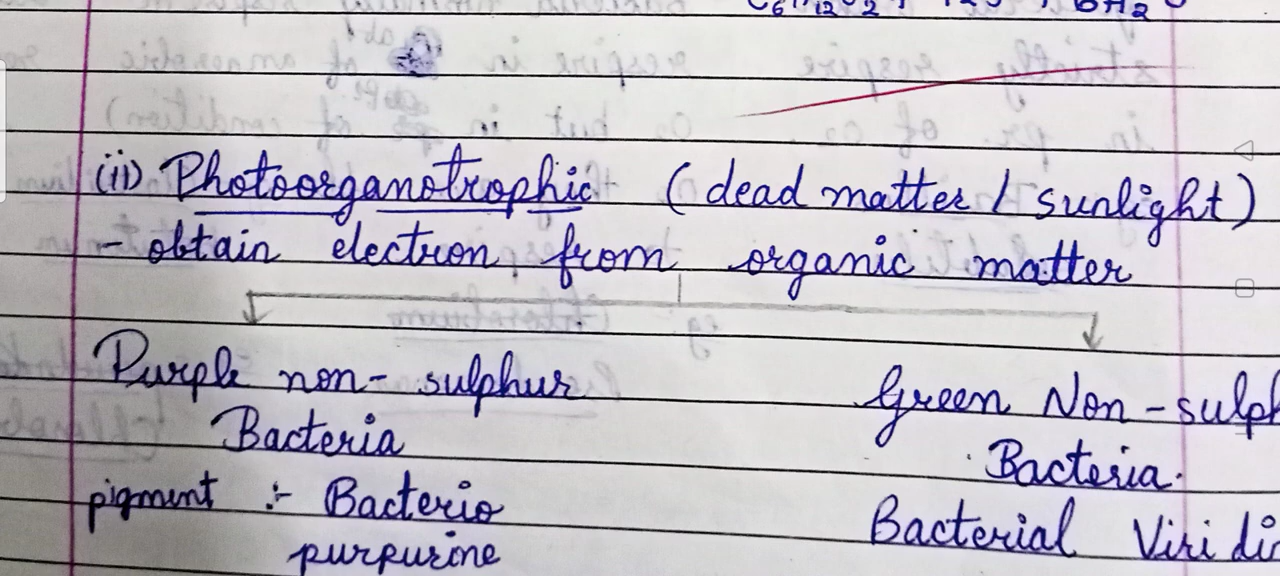 (ii) Photoorganotrophic (dead matter / sunlight)
- obtain electron from organic matter
Purple non-sulphur Green Non-sulph
Bacteria Bacteria.
pigment :- Bacterio Bacterial Viri di
purpurine